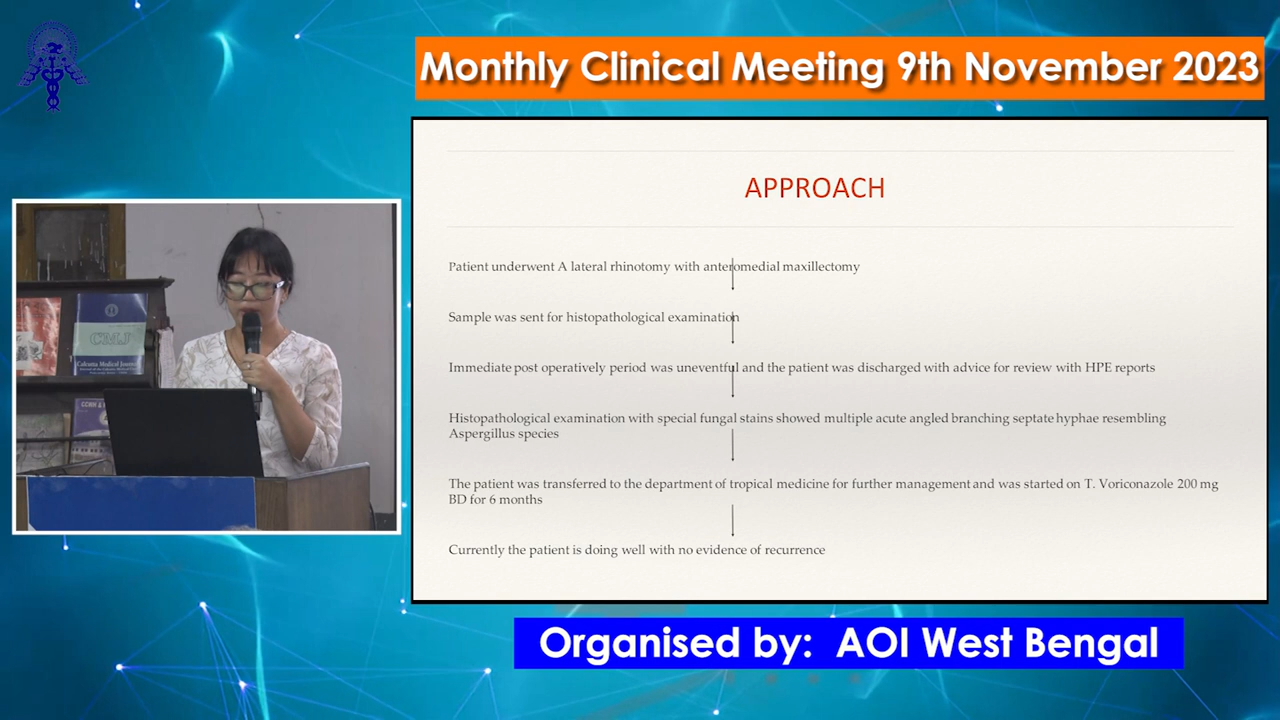 Monthly Clinical Meeting 9th November 2023
APPROACH
Patient underwent A lateral rhinotomy with anteromedial maxillectomy
Sample was sent for histopathological examination
Immediate post operatively period was uneventful and the patient was discharged with advice for review with HPE reports
Histopathological examination with special fungal stains showed multiple acute angled branching septate hyphae resembling
Aspergillus species
The patient was transferred to the department of tropical medicine for further management and was started on T. Voriconazole 200 mg
BD for 6 months
Currently the patient is doing well with no evidence of recurrence
CMJ
Calcutta Medical Journal
Organised by: AOI West Bengal